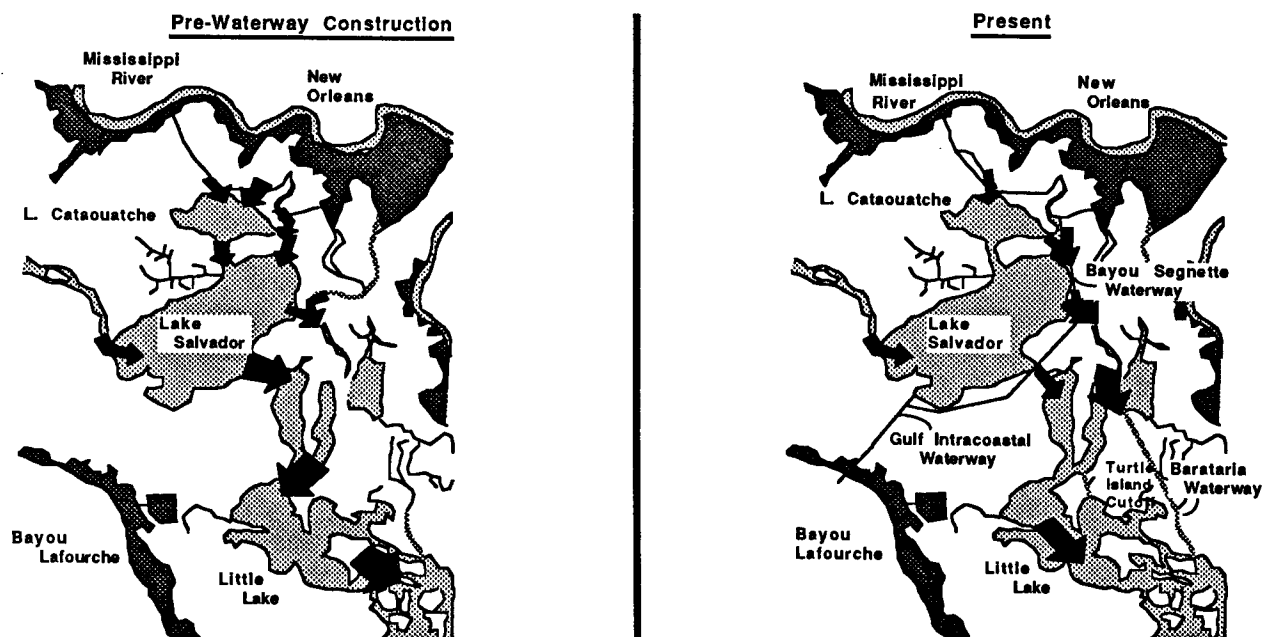 Pre-Waterway Construction
Mississippi
River
New
Orleans
L. Cataouatche
Lake
Salvador
Bayou
Lafourche
Little
Lake
Present
Mississippi
River
New
Orleans
L. Cataouatche
Bayou Segnette
Waterway
Lake
Salvador
Gulf Intracoastal
Waterway
Turtle
Island
Cutoff
Barataria
Waterway
Bayou
Lafourche
Little
Lake